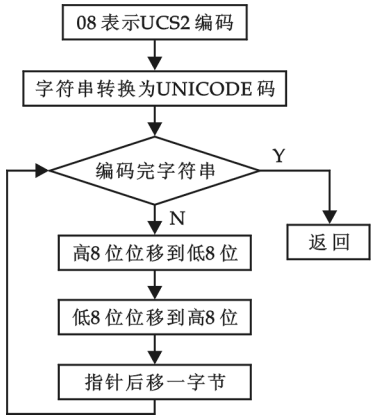 08表示UCS2编码
字符串转换为UNICODE码
编码完字符串
Y
N
返回
高8位位移到低8位
低8位位移到高8位
指针后移一字节